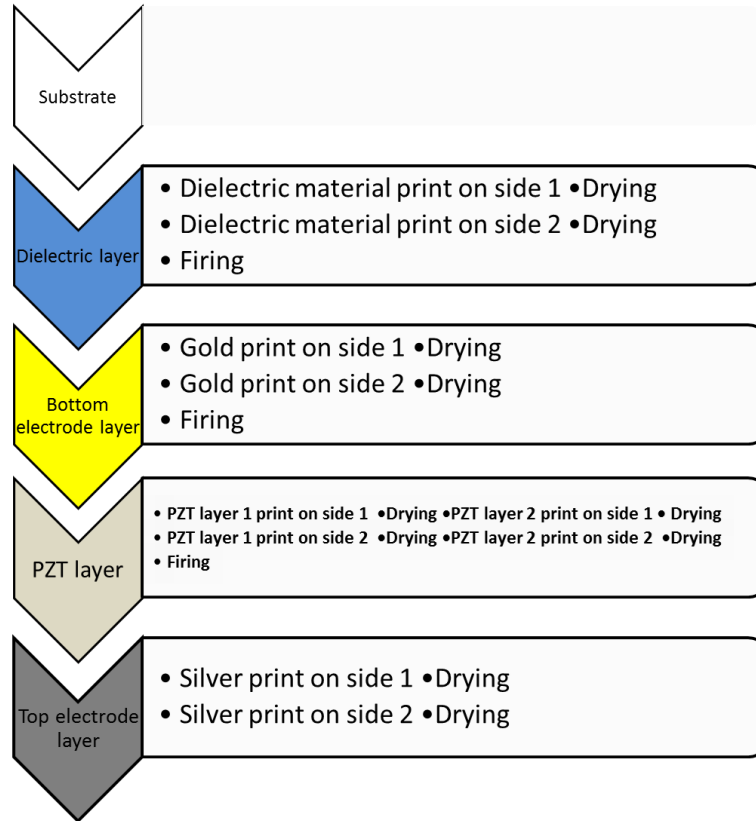 Substrate
Dielectric layer
• Dielectric material print on side 1 •Drying
• Dielectric material print on side 2 •Drying
• Firing
Bottom
electrode layer
• Gold print on side 1 •Drying
• Gold print on side 2 •Drying
• Firing
PZT layer
• PZT layer 1 print on side 1 •Drying •PZT layer 2 print on side 1 • Drying
• PZT layer 1 print on side 2 •Drying •PZT layer 2 print on side 2 •Drying
• Firing
Top electrode
layer
• Silver print on side 1 •Drying
• Silver print on side 2 •Drying